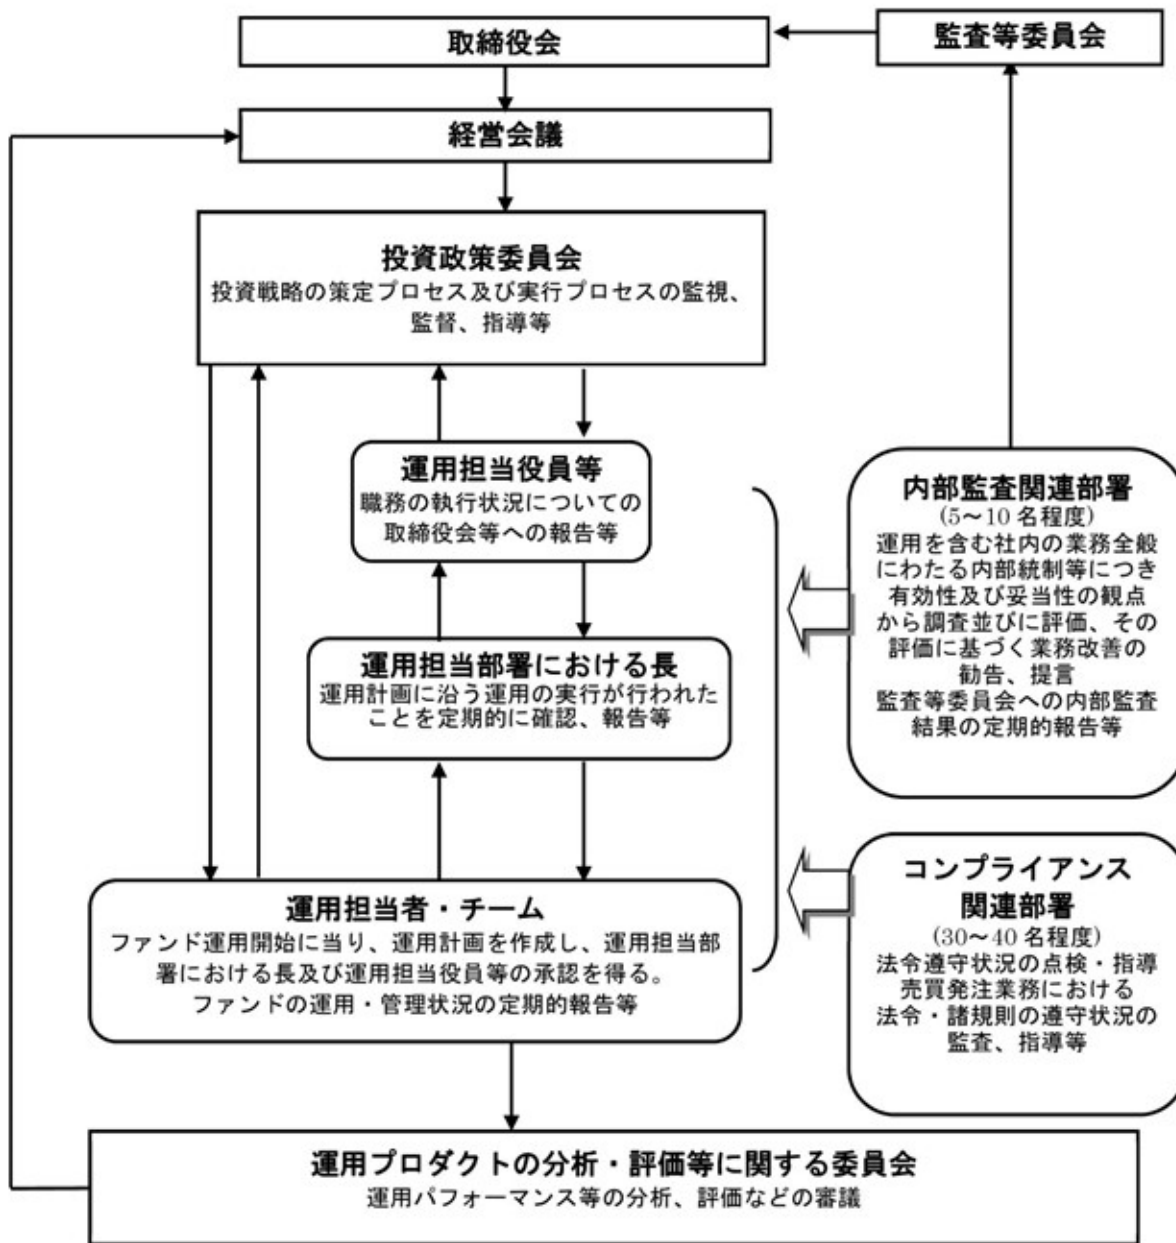 取締役会
監査等委員会
経営会議
投資政策委員会
投資戦略の策定プロセス及び実行プロセスの監視、
監督、指導等
運用担当役員等
職務の執行状況についての
取締役会等への報告等
運用担当部署における長
運用計画に沿う運用の実行が行われた
ことを定期的に確認、報告等
運用担当者・チーム
ファンド運用開始に当り、運用計画を作成し、運用担当部
署における長及び運用担当役員等の承認を得る。
ファンドの運用・管理状況の定期的報告等
内部監査関連部署
(5～10 名程度)
運用を含む社内の業務全般
にわたる内部統制等につき
有効性及び妥当性の観点
から調査並びに評価、その
評価に基づく業務改善の
勧告、提言
監査等委員会への内部監査
結果の定期的報告等
コンプライアンス
関連部署
(30～40 名程度)
法令遵守状況の点検・指導
売買発注業務における
法令・諸規則の遵守状況の
監査、指導等
運用プロダクトの分析・評価等に関する委員会
運用パフォーマンス等の分析、評価などの審議